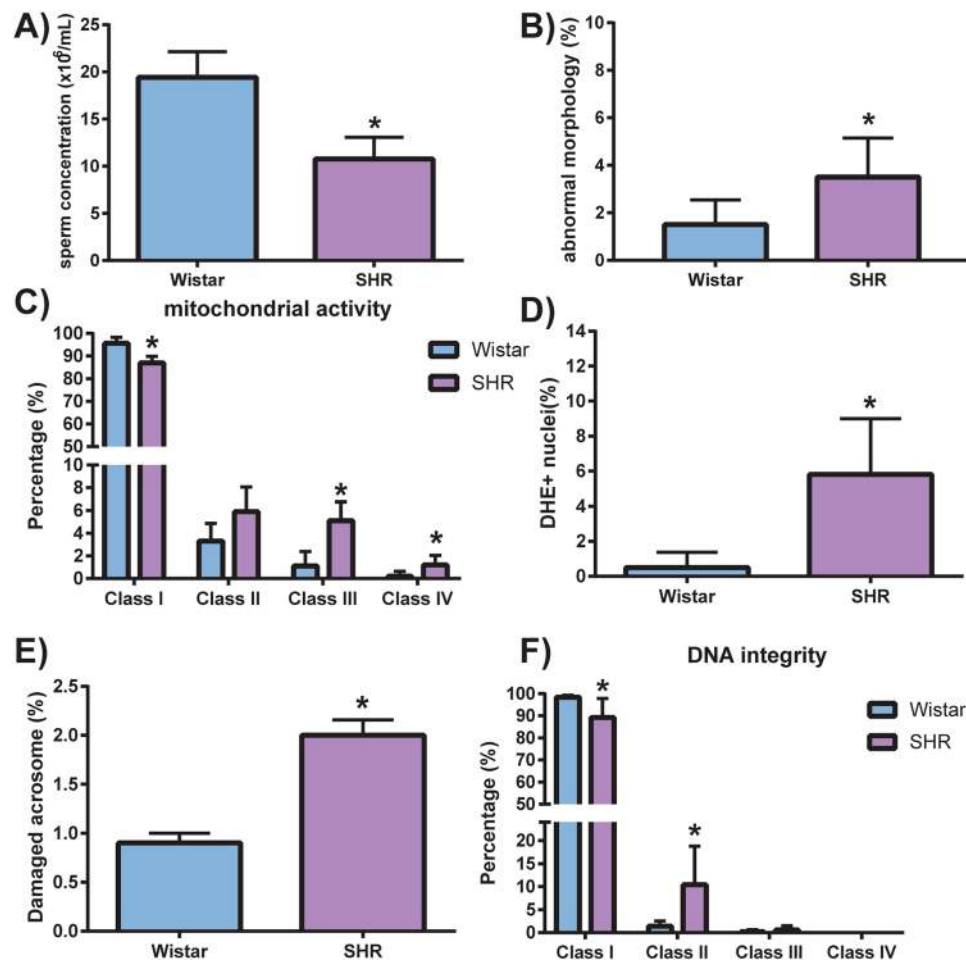 A)
sperm concentration (x10⁶/mL)
25
20
15
10
5
0
*
Wistar
SHR
B)
abnormal morphology (%)
10
8
6
4
2
0
*
Wistar
SHR
C)
mitochondrial activity
Percentage (%)
100
90
80
70
60
50
10
8
6
4
2
0
*
*
*
Class I
Class II
Class III
Class IV
Wistar
SHR
D)
DHE+ nuclei(%)
14
12
10
8
6
4
2
0
*
Wistar
SHR
E)
Damaged acrosome (%)
2.5
2.0
1.5
1.0
0.5
0.0
*
Wistar
SHR
F)
DNA integrity
Percentage (%)
100
90
80
70
60
50
20
15
10
5
0
*
*
Class I
Class II
Class III
Class IV
Wistar
SHR